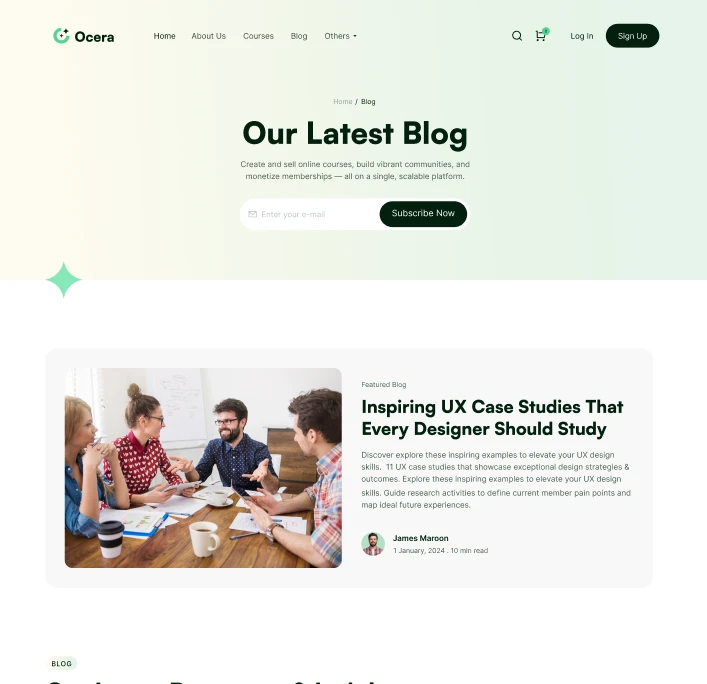 Ocera
Home About Us Courses Blog Others
Log In Sign Up
Home / Blog
Our Latest Blog
Create and sell online courses, build vibrant communities, and
monetize memberships — all on a single, scalable platform.
Enter your e-mail Subscribe Now
Featured Blog
Inspiring UX Case Studies That
Every Designer Should Study
Discover explore these inspiring examples to elevate your UX design
skills. 11 UX case studies that showcase exceptional design strategies &
outcomes. Explore these inspiring examples to elevate your UX design
skills. Guide research activities to define current member pain points and
map ideal future experiences.
James Maroon
1 January, 2024 . 10 min read
BLOG